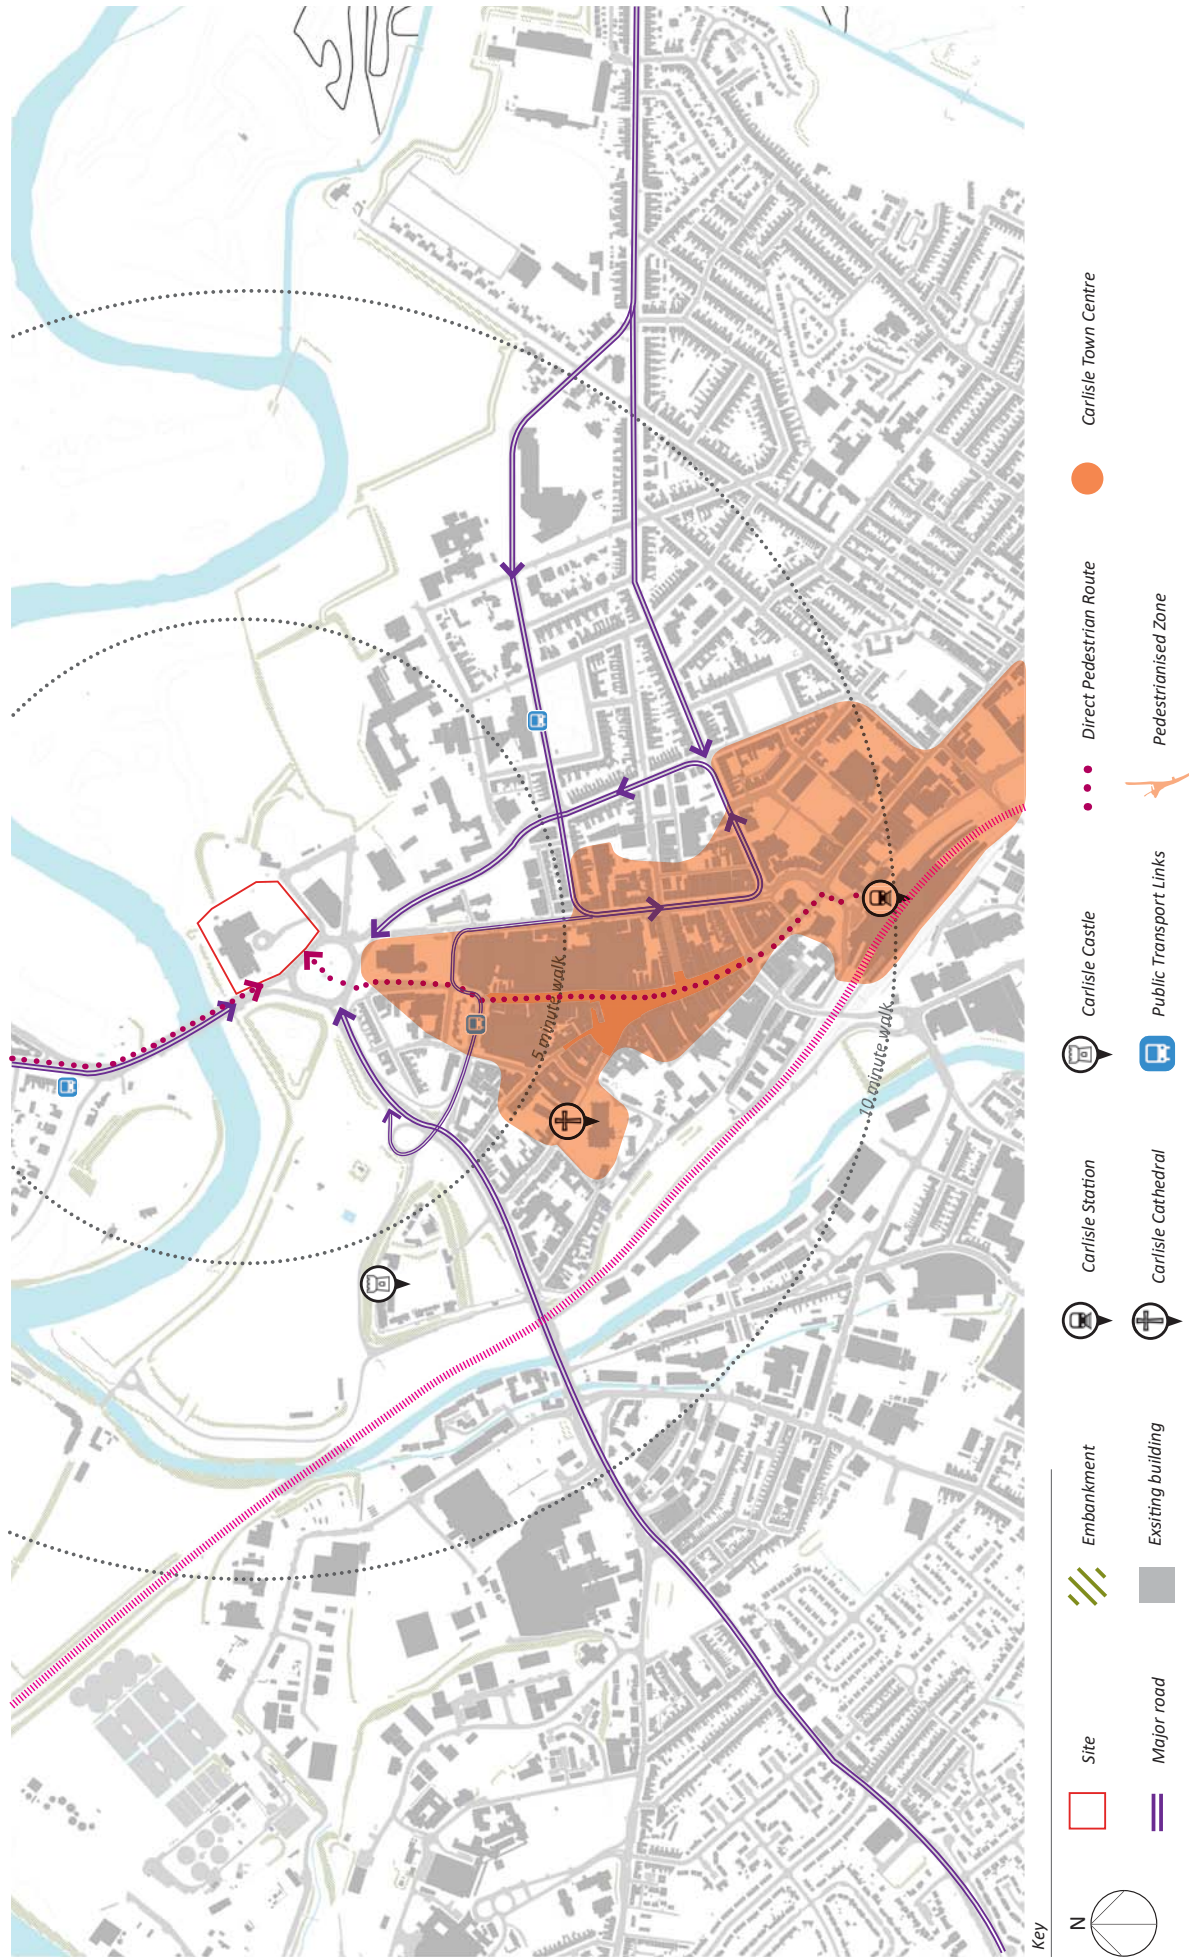 5 minute walk
10 minute walk
Key
N
Site
Embankment
Carlisle Station
Carlisle Castle
Direct Pedestrian Route
Carlisle Town Centre
Major road
Exsiting building
Carlisle Cathedral
Public Transport Links
Pedestrianised Zone